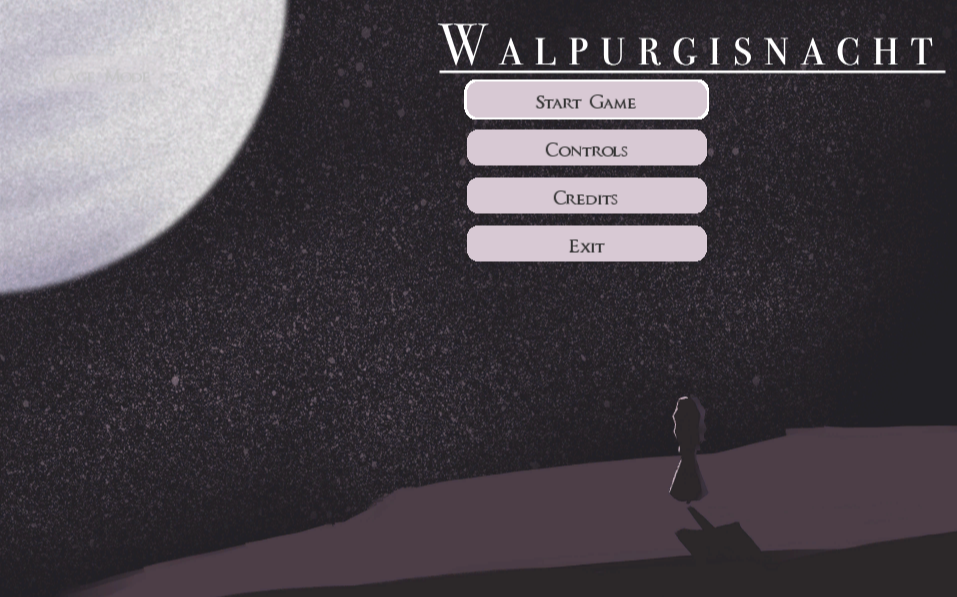 WALPURGISNACHT
START GAME
CONTROLS
CREDITS
EXIT